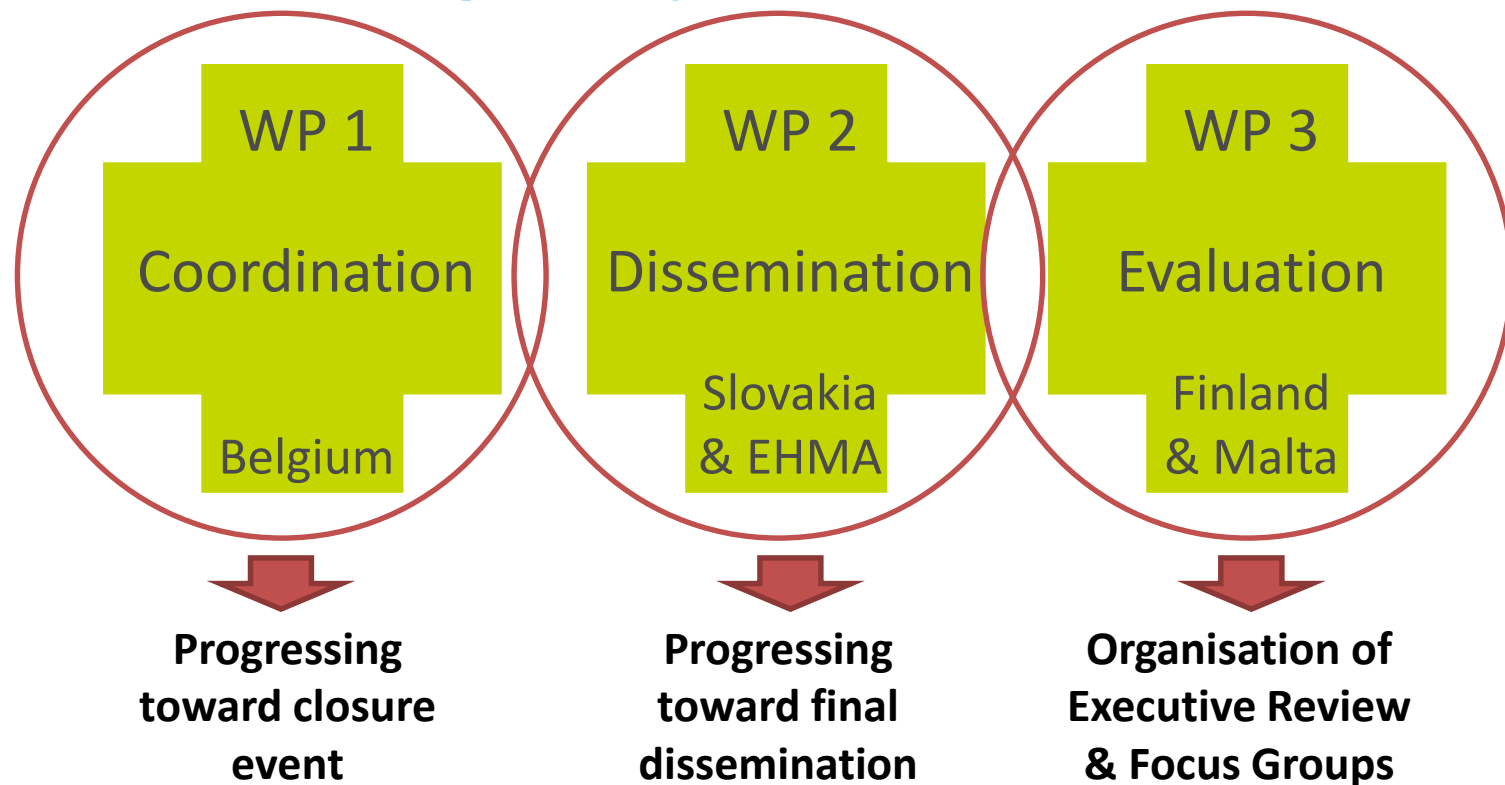 WP 1
Coordination
Belgium
WP 2
Dissemination
Slovakia
& EHMA
WP 3
Evaluation
Finland
& Malta
Progressing
toward closure
event
Progressing
toward final
dissemination
Organisation of
Executive Review
& Focus Groups